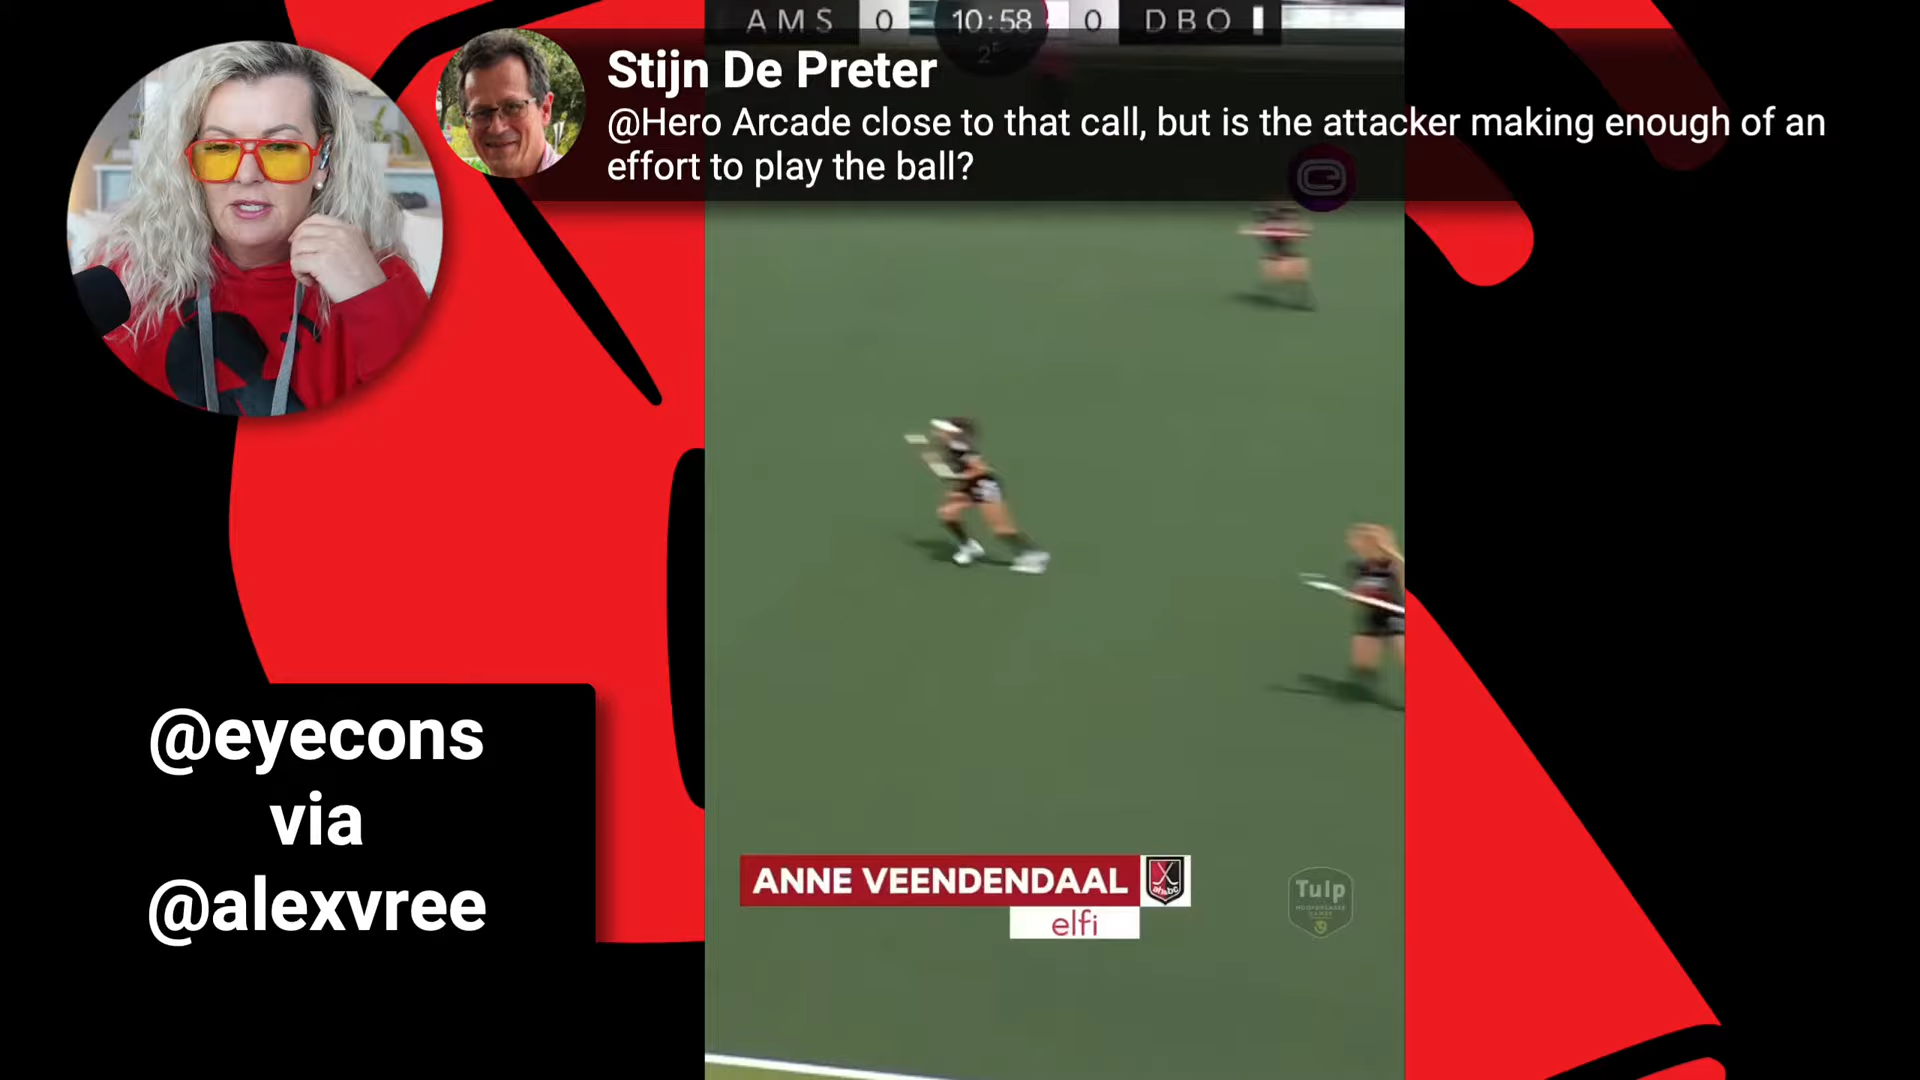 AMS 0 10:58 0 DBO
2
Stijn De Preter
@Hero Arcade close to that call, but is the attacker making enough of an
effort to play the ball?
@eyecons
via
@alexvree
ANNE VEENDENDAAL
elfi
Tulp